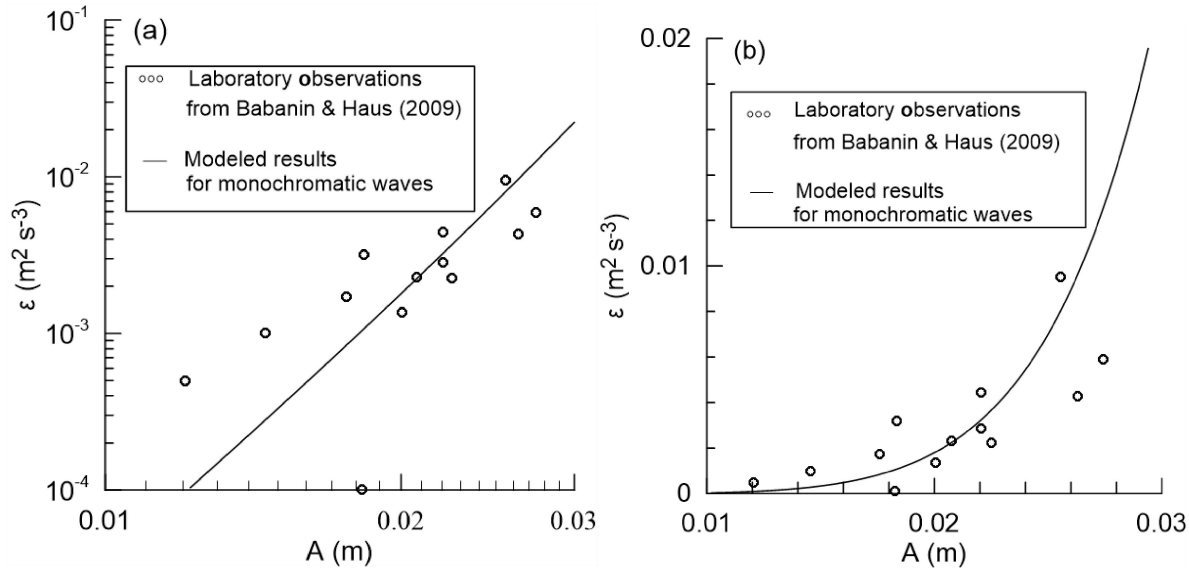 (a)
10⁻¹
10⁻²
10⁻³
10⁻⁴
ε (m² s⁻³)
Laboratory observations
from Babanin & Haus (2009)
Modeled results
for monochromatic waves
0.01
0.02
0.03
A (m)
(b)
0.02
0.01
0
ε (m² s⁻³)
Laboratory observations
from Babanin & Haus (2009)
Modeled results
for monochromatic waves
0.01
0.02
0.03
A (m)